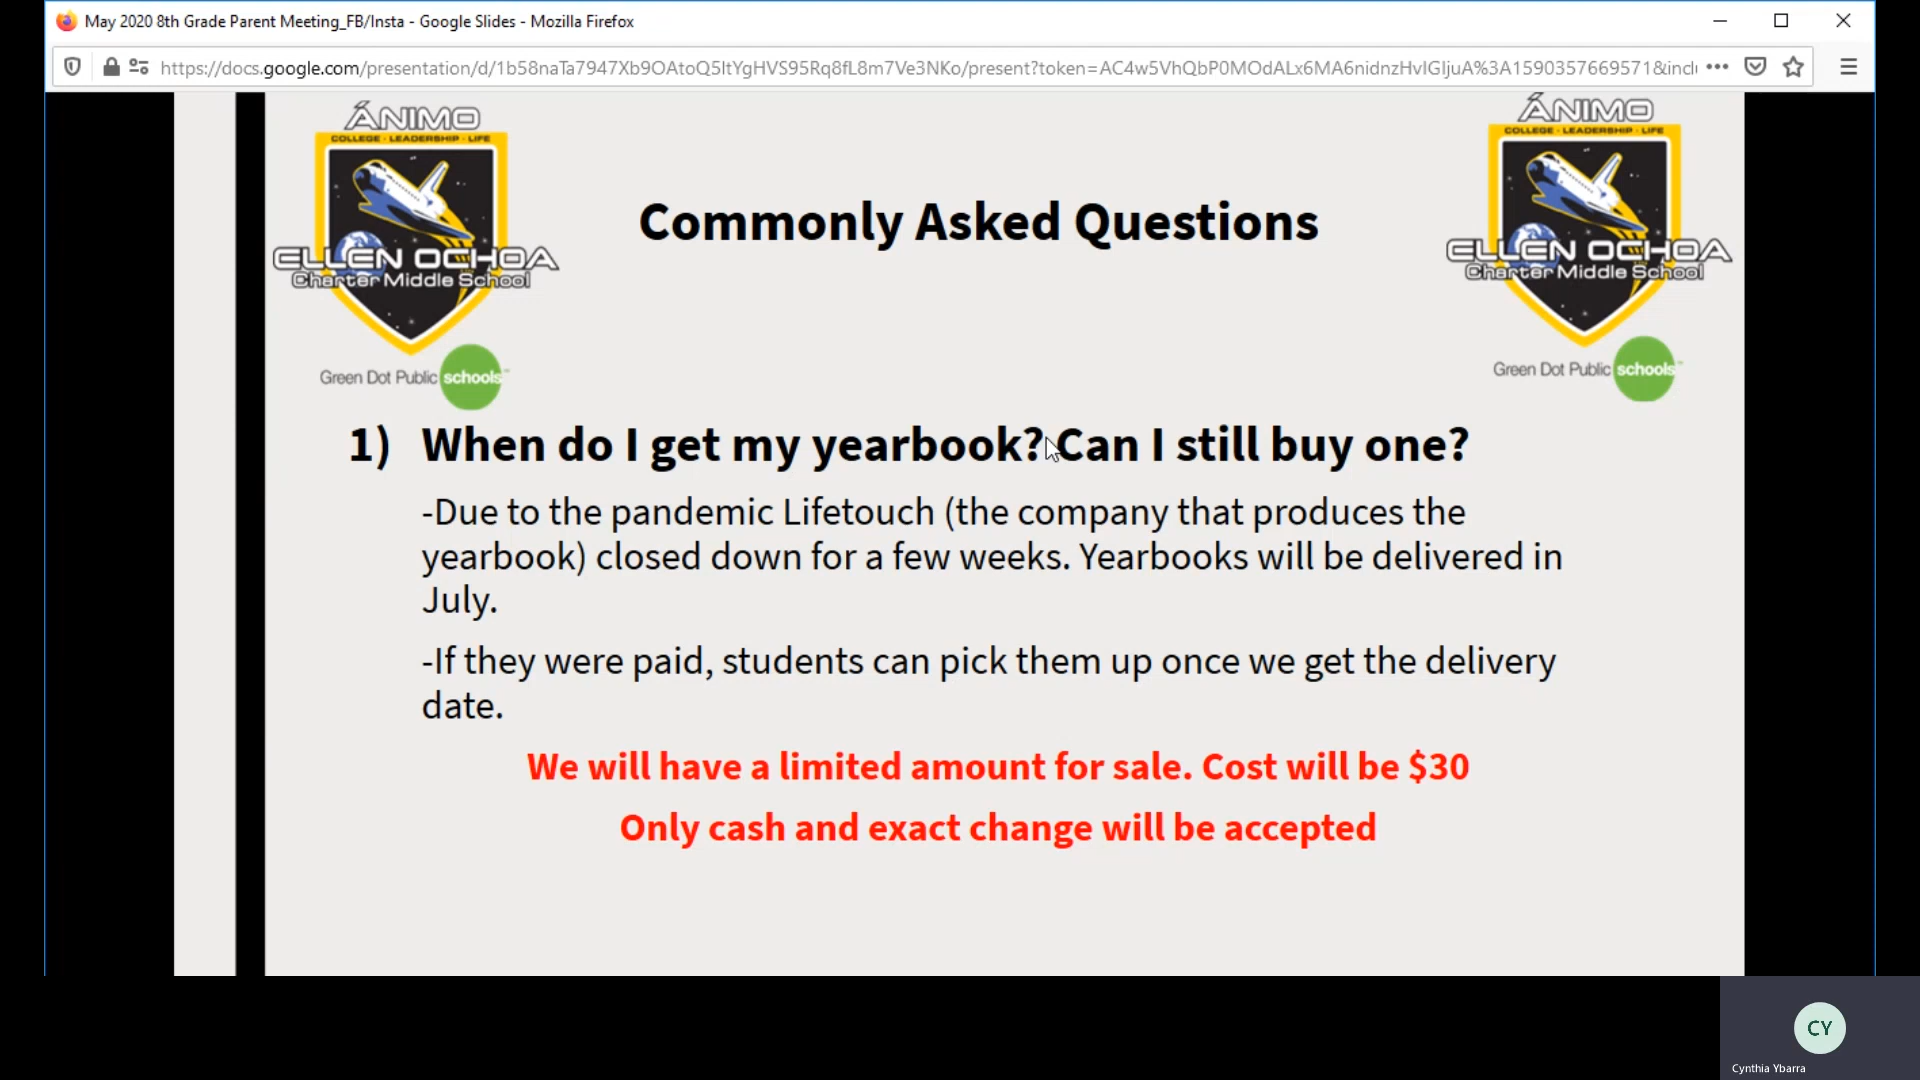 May 2020 8th Grade Parent Meeting_FB/Insta - Google Slides - Mozilla Firefox
https://docs.google.com/presentation/d/1b58naTa7947Xb9OAtoQ5ltYgHVS95Rq8fL8m7Ve3NKo/present?token=AC4w5VhQbP0MOdALx6MA6nidnzHvIGIjuA%3A1590357669571&incl
ÁNIMO
COLLEGE · LEADERSHIP · LIFE
ELLEN OCHOA
Charter Middle School
Green Dot Public schools™
ÁNIMO
COLLEGE · LEADERSHIP · LIFE
ELLEN OCHOA
Charter Middle School
Green Dot Public schools™
Commonly Asked Questions
1) When do I get my yearbook? Can I still buy one?
-Due to the pandemic Lifetouch (the company that produces the
yearbook) closed down for a few weeks. Yearbooks will be delivered in
July.
-If they were paid, students can pick them up once we get the delivery
date.
We will have a limited amount for sale. Cost will be $30
Only cash and exact change will be accepted
CY
Cynthia Ybarra